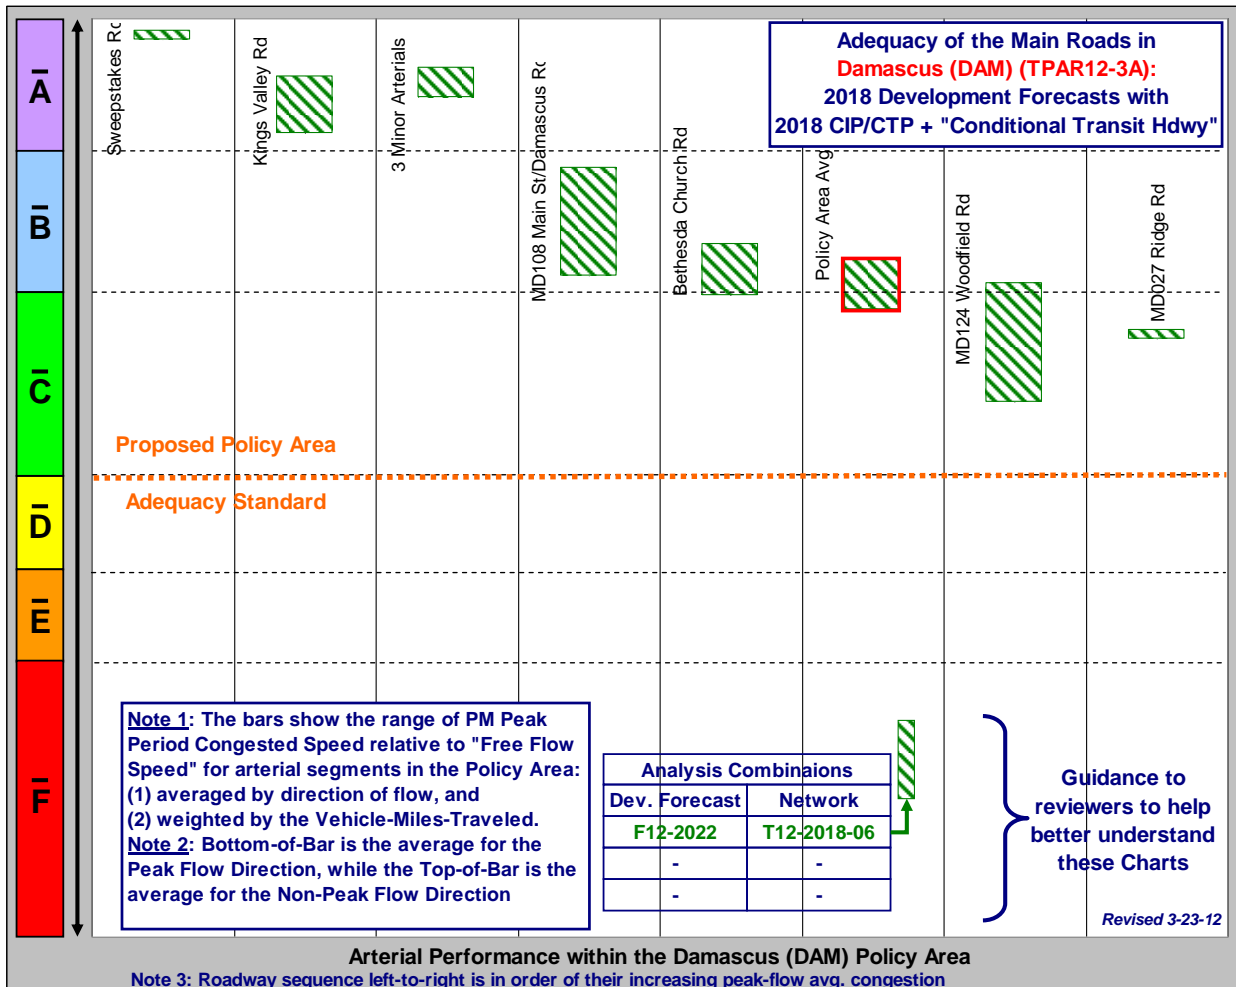 Adequacy of the Main Roads in
Damascus (DAM) (TPAR12-3A):
2018 Development Forecasts with
2018 CIP/CTP + "Conditional Transit Hdwy"
A
B
C
D
E
F
Sweepstakes Rd
Kings Valley Rd
3 Minor Arterials
MD108 Main St/Damascus Rd
Bethesda Church Rd
Policy Area Avg
MD124 Woodfield Rd
MD027 Ridge Rd
Proposed Policy Area
Adequacy Standard
Note 1: The bars show the range of PM Peak
Period Congested Speed relative to "Free Flow
Speed" for arterial segments in the Policy Area:
(1) averaged by direction of flow, and
(2) weighted by the Vehicle-Miles-Traveled.
Note 2: Bottom-of-Bar is the average for the
Peak Flow Direction, while the Top-of-Bar is the
average for the Non-Peak Flow Direction
Analysis Combinaions
Dev. Forecast Network
F12-2022 T12-2018-06
- -
- -
Guidance to
reviewers to help
better understand
these Charts
Revised 3-23-12
Arterial Performance within the Damascus (DAM) Policy Area
Note 3: Roadway sequence left-to-right is in order of their increasing peak-flow avg. congestion